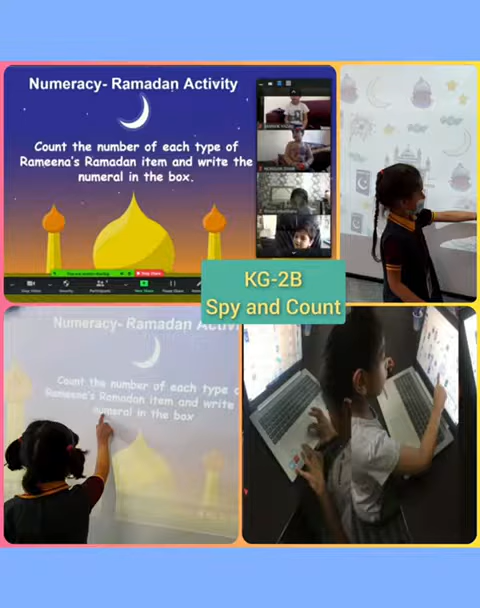 Numeracy- Ramadan Activity
Count the number of each type of
Rameena's Ramadan item and write the
numeral in the box.
KG-2B
Spy and Count
Numeracy- Ramadan Activi
Count the number of each type o
Rameena's Ramadan item and write
numeral in the box